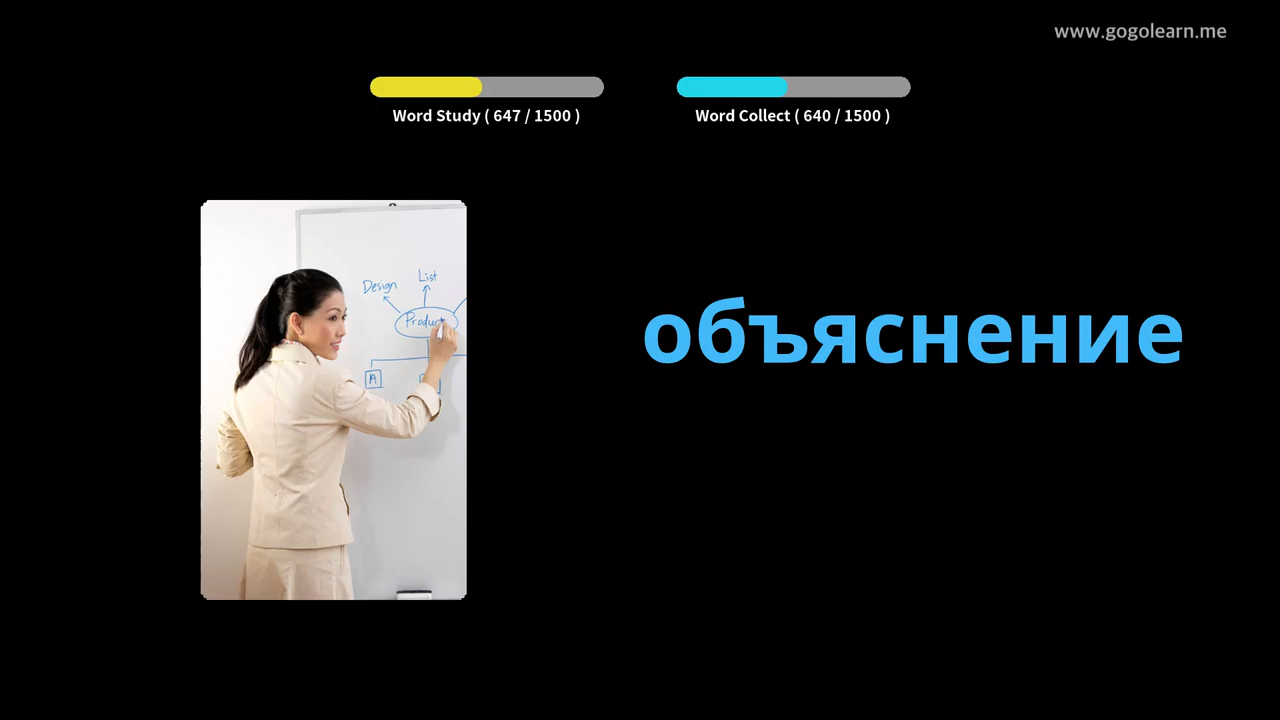 www.gogolearn.me
Word Study ( 647 / 1500 )
Word Collect ( 640 / 1500 )
Design
List
Product
A
объяснение